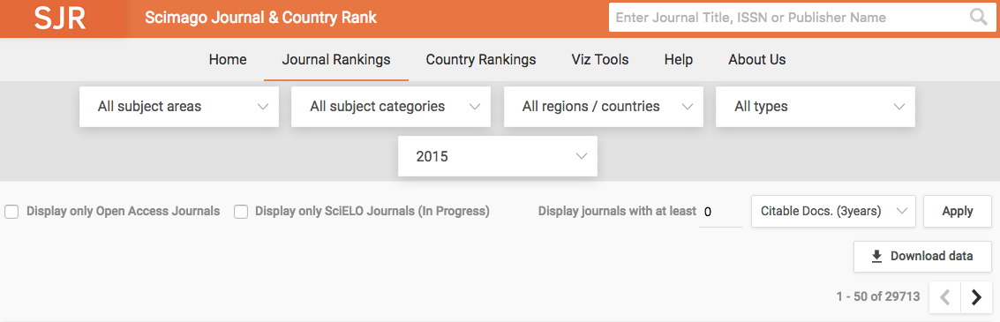 SJR Scimago Journal & Country Rank Enter Journal Title, ISSN or Publisher Name
Home Journal Rankings Country Rankings Viz Tools Help About Us
All subject areas All subject categories All regions / countries All types
2015
Display only Open Access Journals Display only SciELO Journals (In Progress) Display journals with at least 0 Citable Docs. (3years) Apply
Download data
1 - 50 of 29713